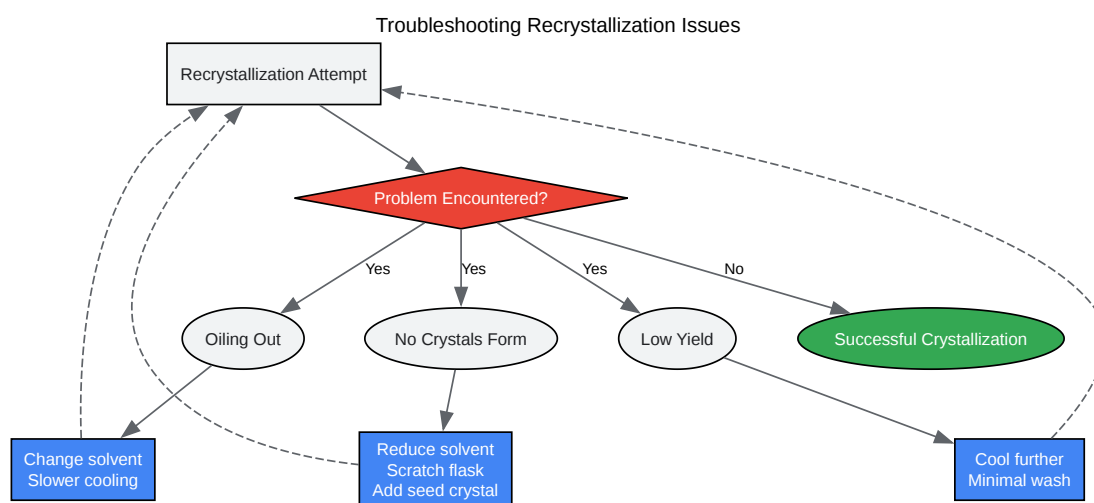 Troubleshooting Recrystallization Issues
Recrystallization Attempt
Problem Encountered?
Yes
Yes
Yes
No
Oiling Out
No Crystals Form
Low Yield
Successful Crystallization
Change solvent
Slower cooling
Reduce solvent
Scratch flask
Add seed crystal
Cool further
Minimal wash